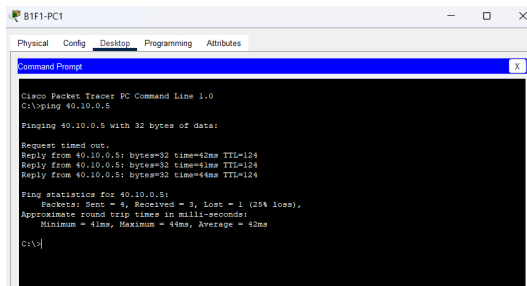 B1F1-PC1
Physical Config Desktop Programming Attributes
Command Prompt
X
Cisco Packet Tracer PC Command Line 1.0
C:\>ping 40.10.0.5
Pinging 40.10.0.5 with 32 bytes of data:
Request timed out.
Reply from 40.10.0.5: bytes=32 time=42ms TTL=124
Reply from 40.10.0.5: bytes=32 time=41ms TTL=124
Reply from 40.10.0.5: bytes=32 time=44ms TTL=124
Ping statistics for 40.10.0.5:
Packets: Sent = 4, Received = 3, Lost = 1 (25% loss),
Approximate round trip times in milli-seconds:
Minimum = 41ms, Maximum = 44ms, Average = 42ms
C:\>